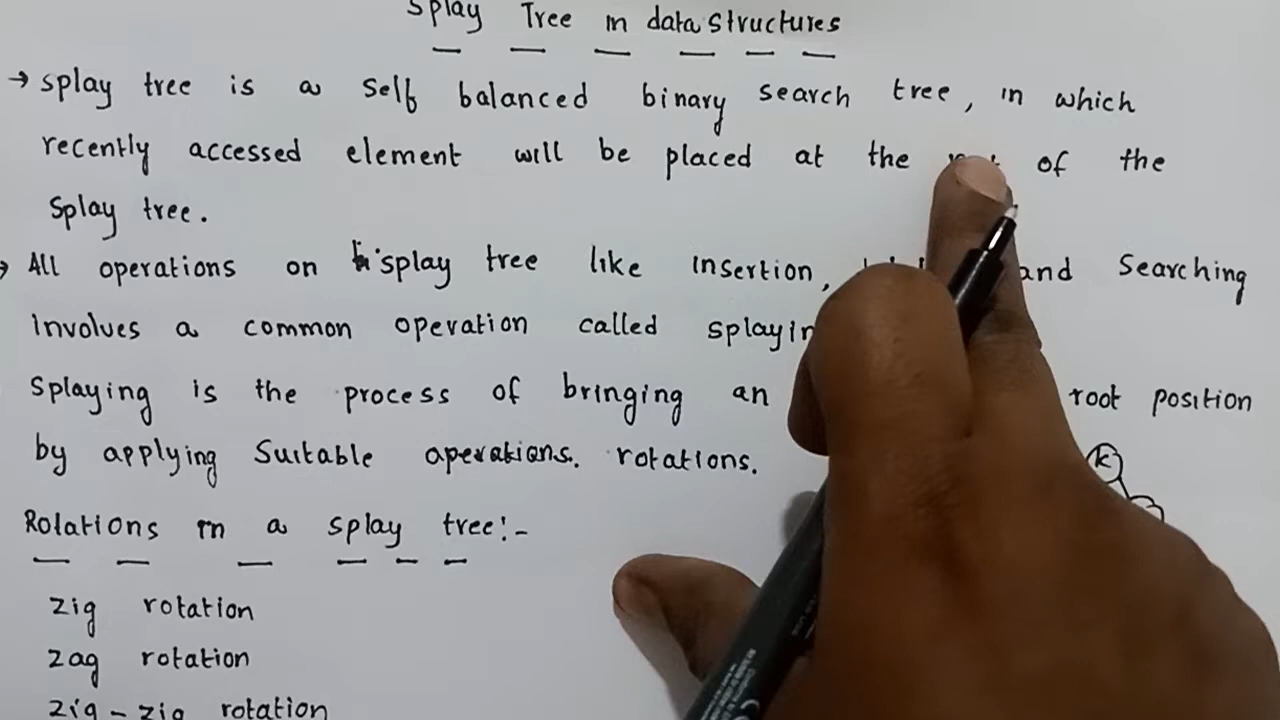 Splay Tree in data structures
→ splay tree is a self balanced binary search tree, in which
recently accessed element will be placed at the of the
Splay tree.
→ All operations on splay tree like insertion, and Searching
involves a common operation called
Splaying is the process of bringing an root position
by applying Suitable operations. rotations.
Rotations in a splay tree:-
zig rotation
zag rotation
zig - zig rotation
K